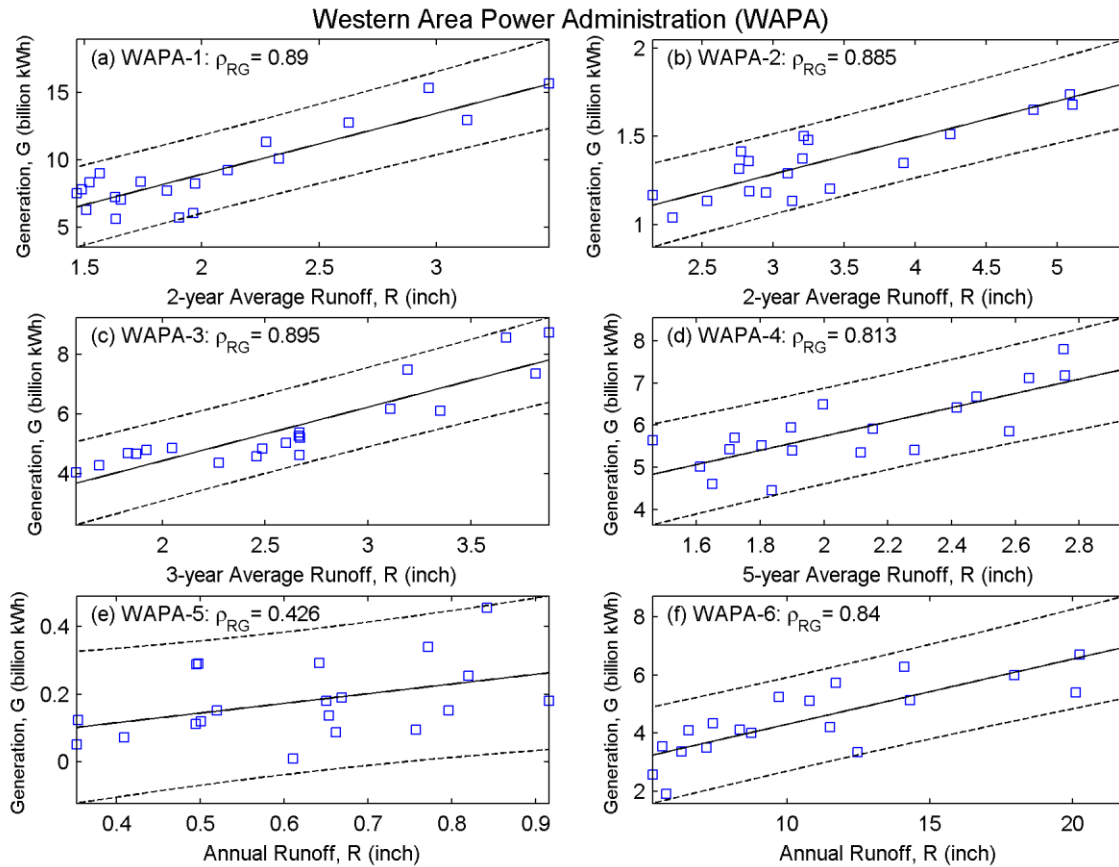 Western Area Power Administration (WAPA)
(a) WAPA-1: ρRG= 0.89
Generation, G (billion kWh)
15
10
5
1.5
2
2.5
3
2-year Average Runoff, R (inch)
(b) WAPA-2: ρRG= 0.885
Generation, G (billion kWh)
2
1.5
1
2.5
3
3.5
4
4.5
5
2-year Average Runoff, R (inch)
(c) WAPA-3: ρRG= 0.895
Generation, G (billion kWh)
8
6
4
2
2.5
3
3.5
3-year Average Runoff, R (inch)
(d) WAPA-4: ρRG= 0.813
Generation, G (billion kWh)
8
7
6
5
4
1.6
1.8
2
2.2
2.4
2.6
2.8
5-year Average Runoff, R (inch)
(e) WAPA-5: ρRG= 0.426
Generation, G (billion kWh)
0.4
0.2
0
0.4
0.5
0.6
0.7
0.8
0.9
Annual Runoff, R (inch)
(f) WAPA-6: ρRG= 0.84
Generation, G (billion kWh)
8
6
4
2
10
15
20
Annual Runoff, R (inch)